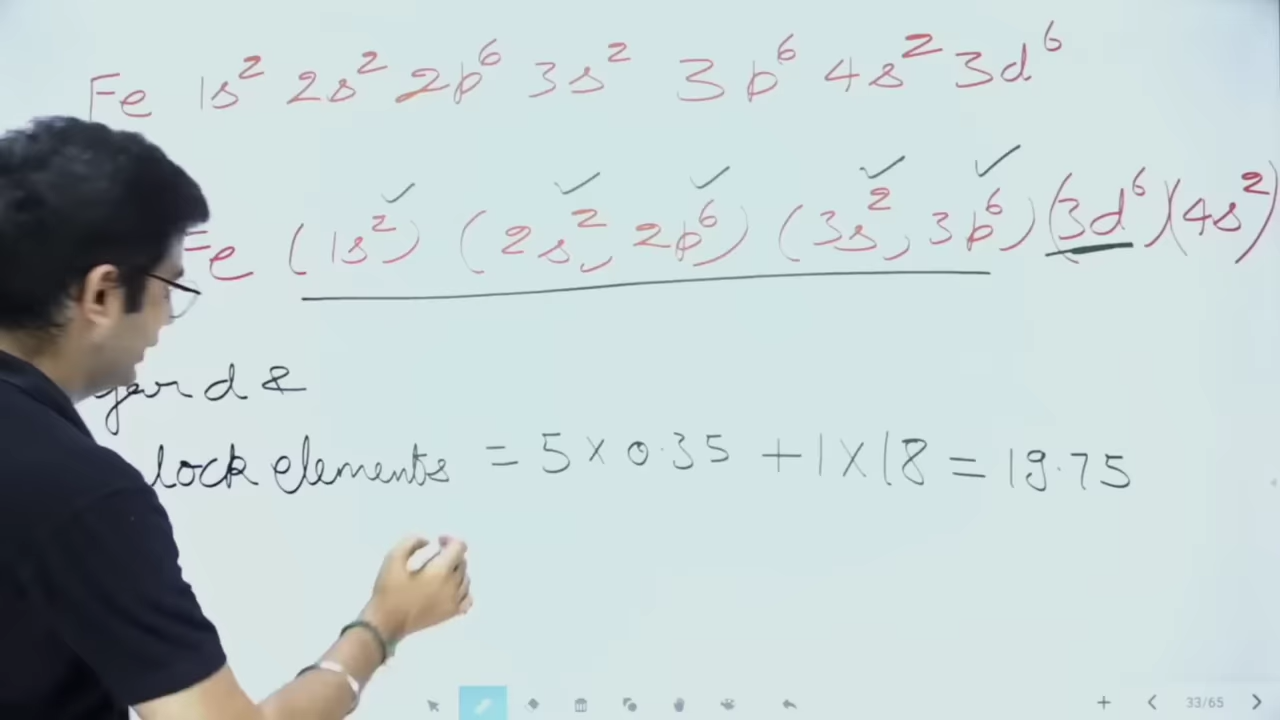 Fe 1s² 2s² 2p⁶ 3s² 3p⁶ 4s² 3d⁶
Fe (1s²) (2s², 2p⁶) (3s², 3p⁶) (3d⁶)(4s²)
d &
lock elements = 5 × 0.35 + 1 × 18 = 19.75
33/65